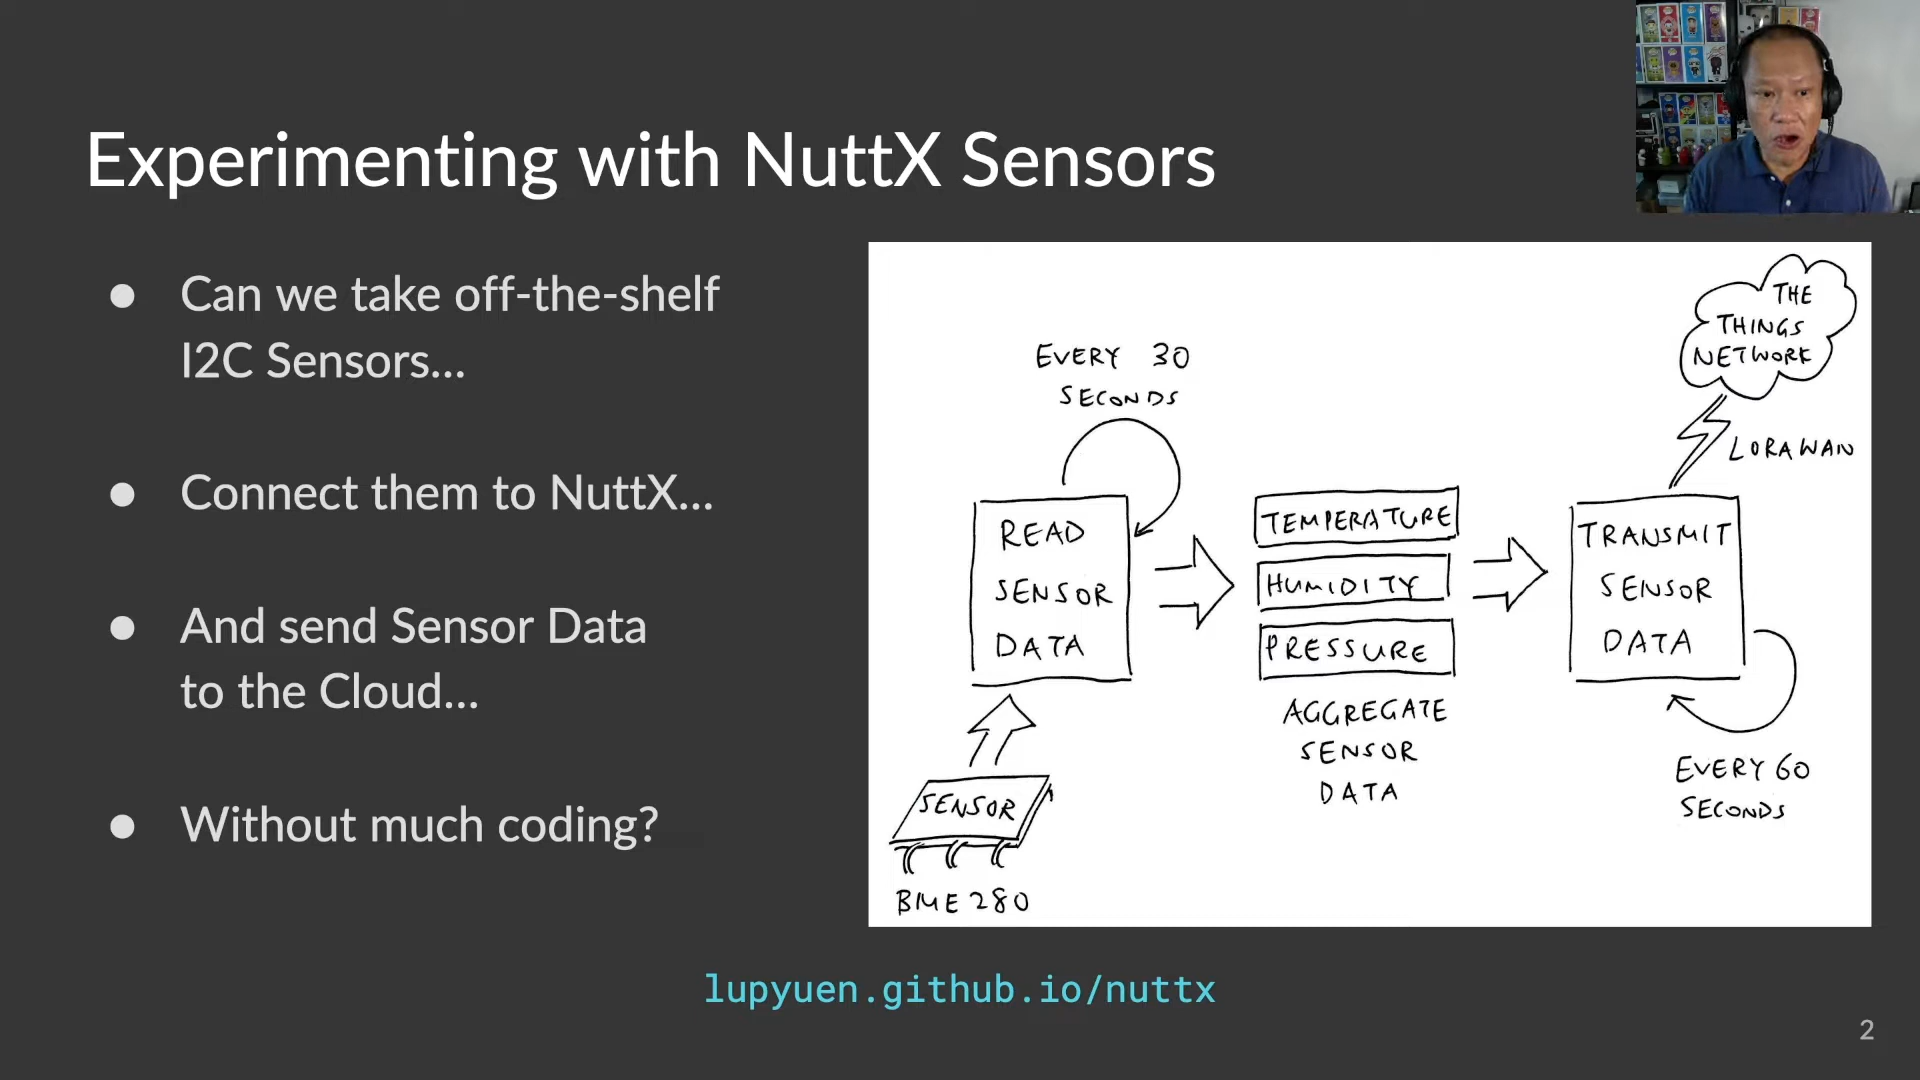 Experimenting with NuttX Sensors
● Can we take off-the-shelf
I2C Sensors...
● Connect them to NuttX...
● And send Sensor Data
to the Cloud...
● Without much coding?
EVERY 30
SECONDS
READ
SENSOR
DATA
SENSOR
BME280
TEMPERATURE
HUMIDITY
PRESSURE
AGGREGATE
SENSOR
DATA
THE
THINGS
NETWORK
LORAWAN
TRANSMIT
SENSOR
DATA
EVERY 60
SECONDS
lupyuen.github.io/nuttx
2